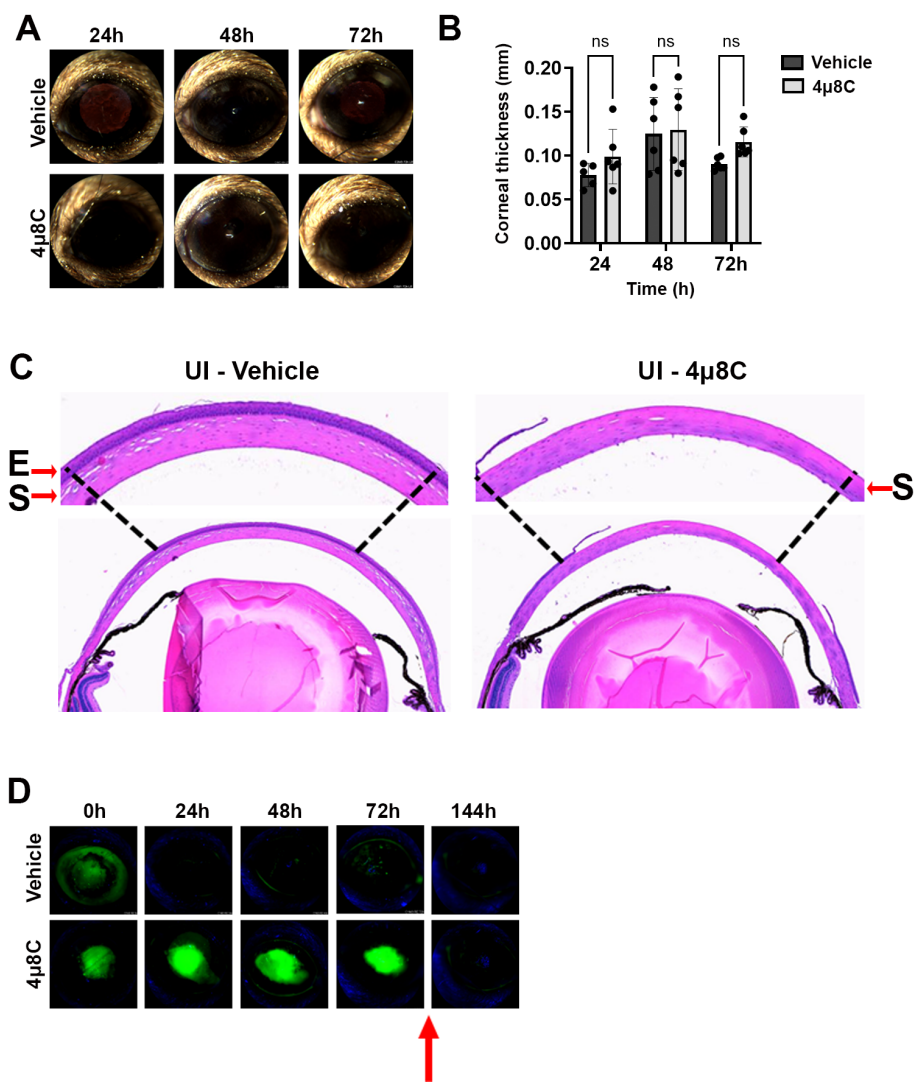 A
24h
48h
72h
Vehicle
4µ8C
B
ns
ns
ns
Corneal thickness (mm)
0.20
0.15
0.10
0.05
0.00
24
48
72h
Time (h)
Vehicle
4µ8C
C
UI - Vehicle
UI - 4µ8C
E
S
S
D
0h
24h
48h
72h
144h
Vehicle
4µ8C